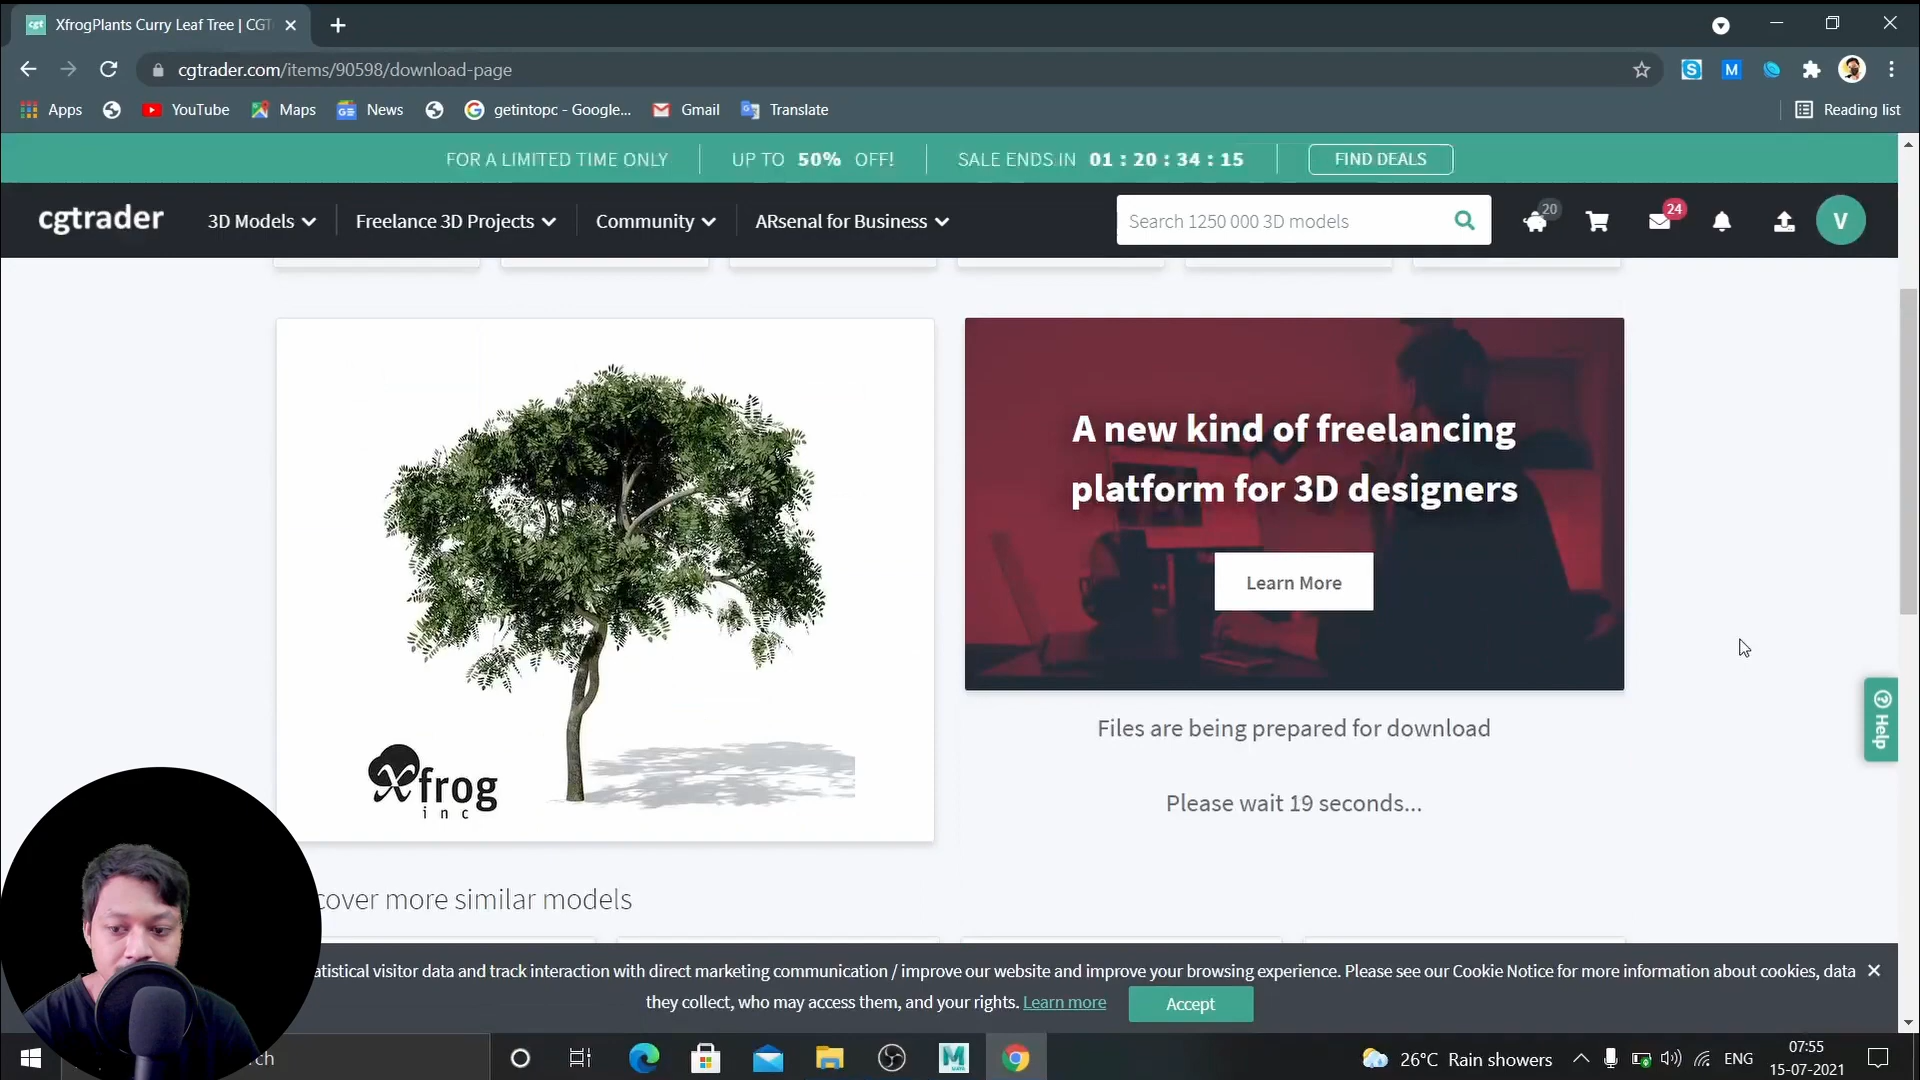 XfrogPlants Curry Leaf Tree | CGT
cgtrader.com/items/90598/download-page
Apps
YouTube
Maps
News
getintopc - Google...
Gmail
Translate
Reading list
FOR A LIMITED TIME ONLY
UP TO 50% OFF!
SALE ENDS IN 01 : 20 : 34 : 15
FIND DEALS
cgtrader
3D Models
Freelance 3D Projects
Community
ARsenal for Business
Search 1250 000 3D models
20
24
V
A new kind of freelancing
platform for 3D designers
Learn More
Files are being prepared for download
Please wait 19 seconds...
xfrog
inc
Help
cover more similar models
atistical visitor data and track interaction with direct marketing communication / improve our website and improve your browsing experience. Please see our Cookie Notice for more information about cookies, data
they collect, who may access them, and your rights. Learn more
Accept
rch
26°C Rain showers
ENG
07:55
15-07-2021